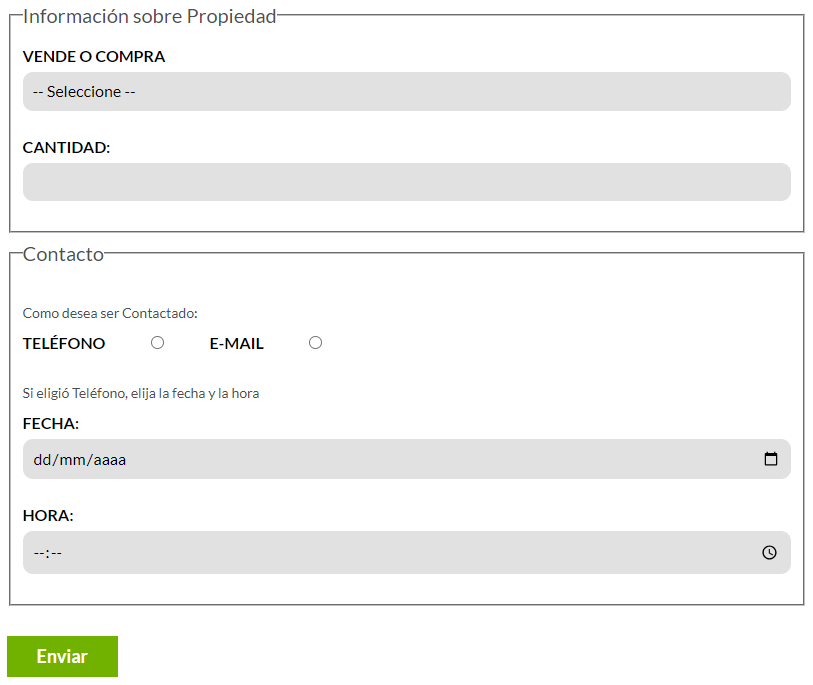 Información sobre Propiedad
VENDE O COMPRA
-- Seleccione --
CANTIDAD:
Contacto
Como desea ser Contactado:
TELÉFONO E-MAIL
Si eligió Teléfono, elija la fecha y la hora
FECHA:
dd/mm/aaaa
HORA:
--:--
Enviar